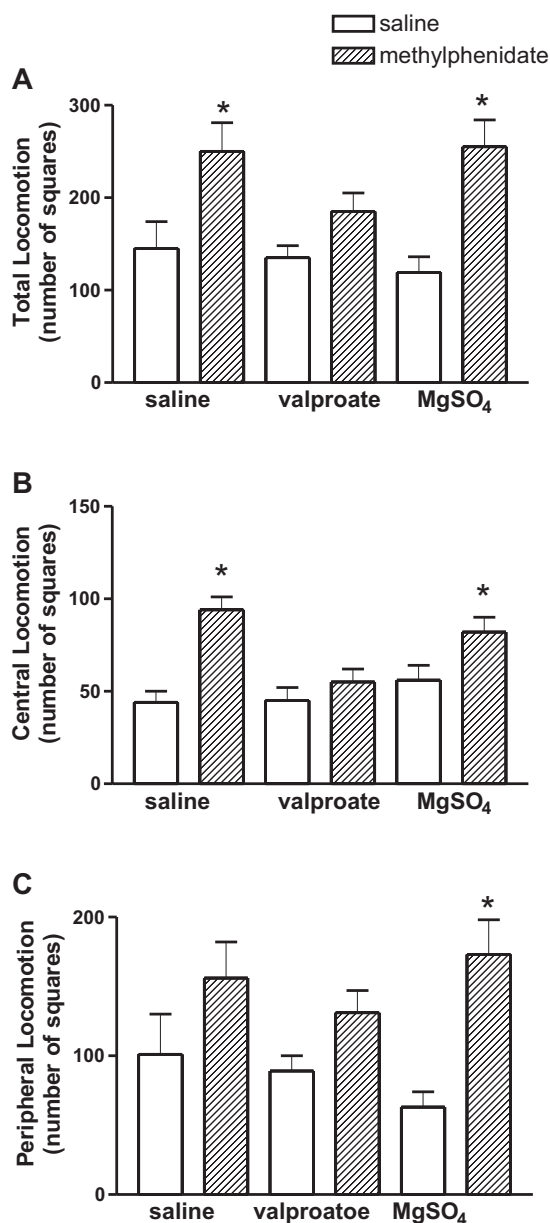 saline
methylphenidate
A
Total Locomotion
(number of squares)
300
200
100
0
*
*
saline valproate MgSO₄
B
Central Locomotion
(number of squares)
150
100
50
0
*
*
saline valproate MgSO₄
C
Peripheral Locomotion
(number of squares)
200
100
0
*
saline valproatoe MgSO₄